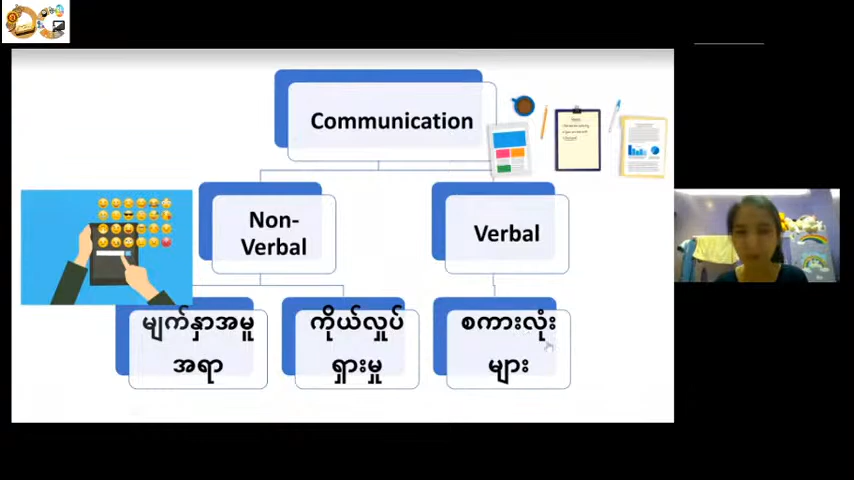 Communication
Non-
Verbal
Verbal
မျက်နှာအမူ
အရာ
ကိုယ်လှုပ်
ရှားမှု
စကားလုံး
များ